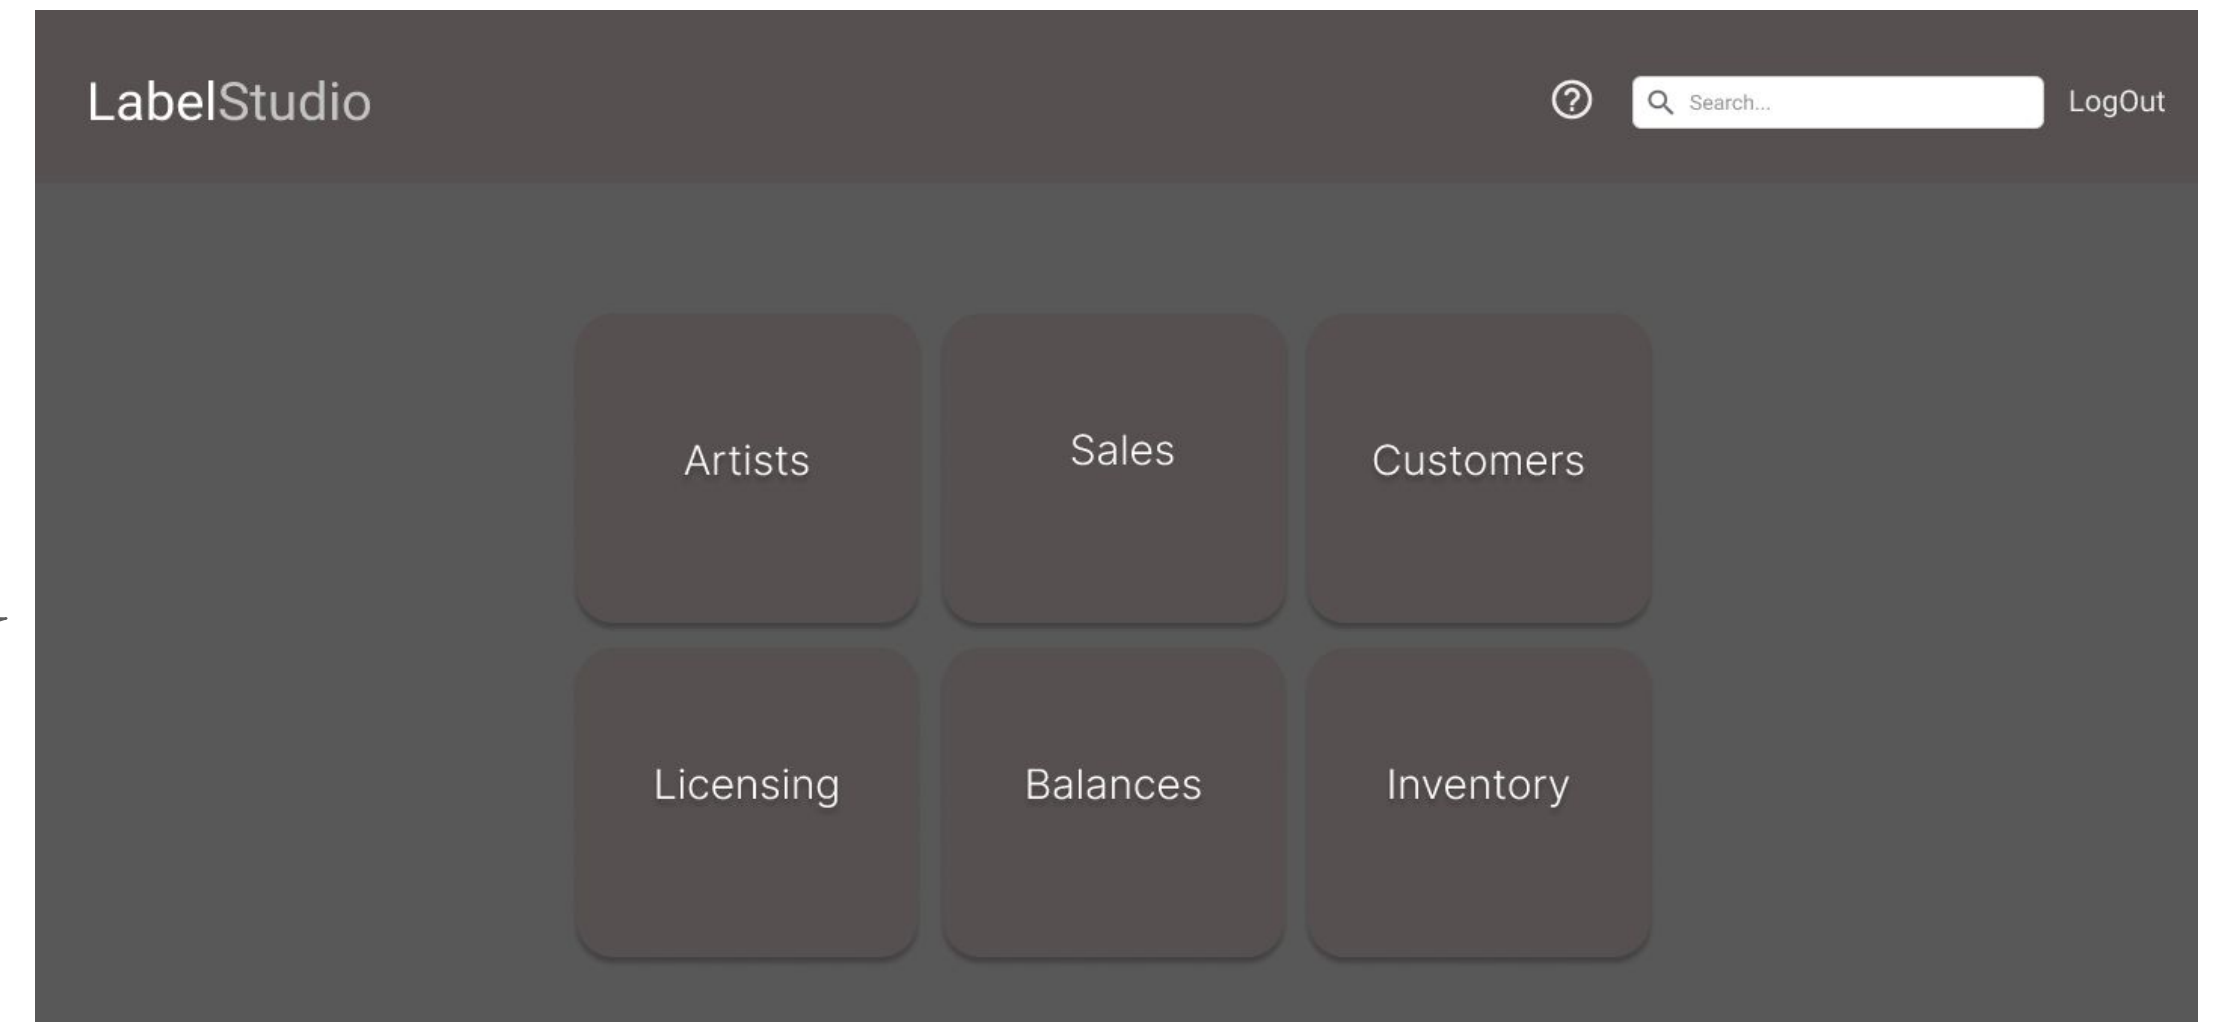 LabelStudio
Search...
LogOut
Artists
Sales
Customers
Licensing
Balances
Inventory